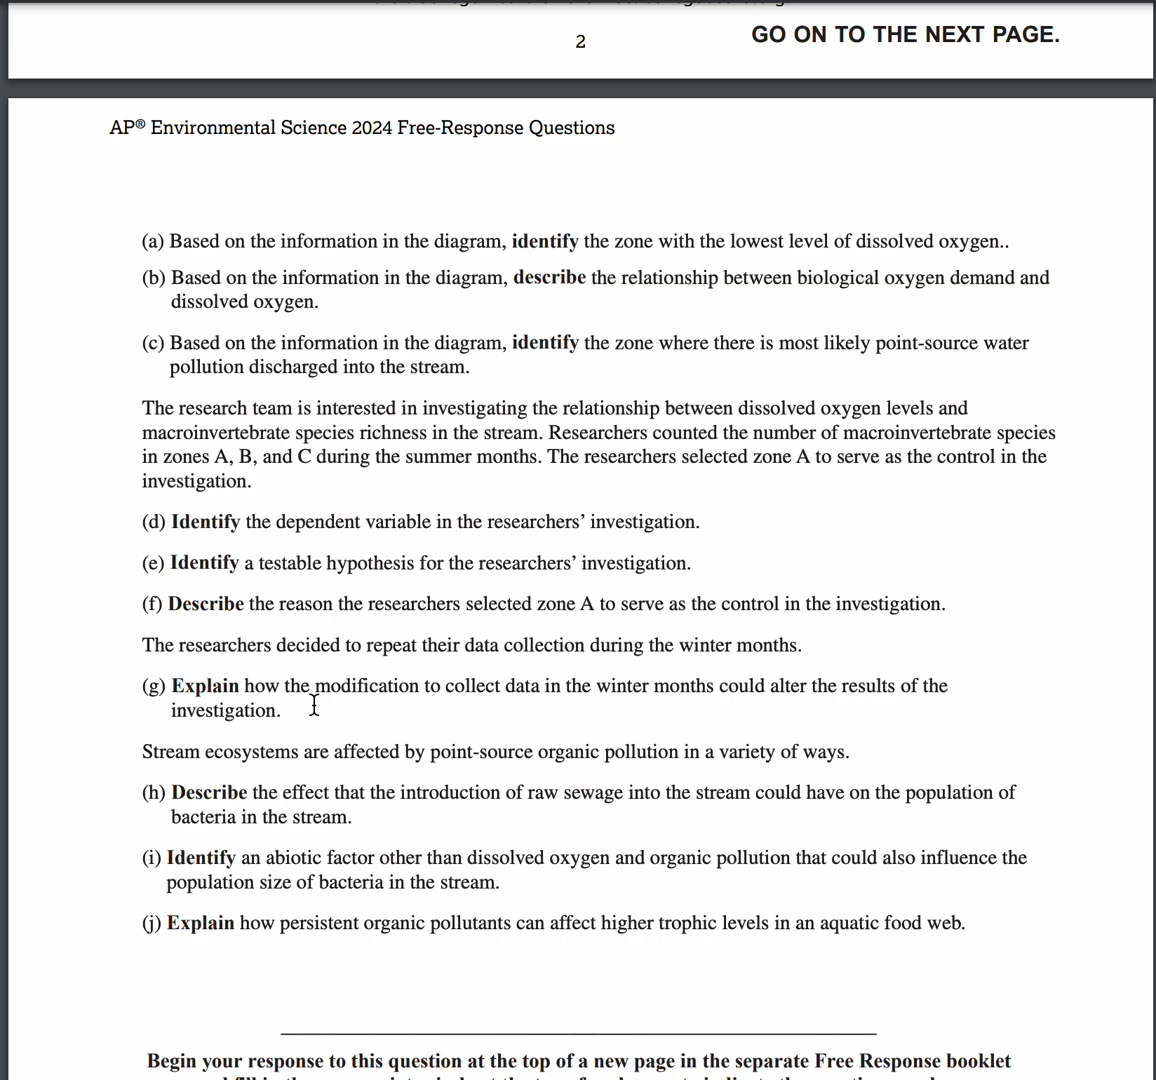 2
GO ON TO THE NEXT PAGE.
AP® Environmental Science 2024 Free-Response Questions
(a) Based on the information in the diagram, identify the zone with the lowest level of dissolved oxygen..
(b) Based on the information in the diagram, describe the relationship between biological oxygen demand and
dissolved oxygen.
(c) Based on the information in the diagram, identify the zone where there is most likely point-source water
pollution discharged into the stream.
The research team is interested in investigating the relationship between dissolved oxygen levels and
macroinvertebrate species richness in the stream. Researchers counted the number of macroinvertebrate species
in zones A, B, and C during the summer months. The researchers selected zone A to serve as the control in the
investigation.
(d) Identify the dependent variable in the researchers’ investigation.
(e) Identify a testable hypothesis for the researchers’ investigation.
(f) Describe the reason the researchers selected zone A to serve as the control in the investigation.
The researchers decided to repeat their data collection during the winter months.
(g) Explain how the modification to collect data in the winter months could alter the results of the
investigation.
Stream ecosystems are affected by point-source organic pollution in a variety of ways.
(h) Describe the effect that the introduction of raw sewage into the stream could have on the population of
bacteria in the stream.
(i) Identify an abiotic factor other than dissolved oxygen and organic pollution that could also influence the
population size of bacteria in the stream.
(j) Explain how persistent organic pollutants can affect higher trophic levels in an aquatic food web.
Begin your response to this question at the top of a new page in the separate Free Response booklet